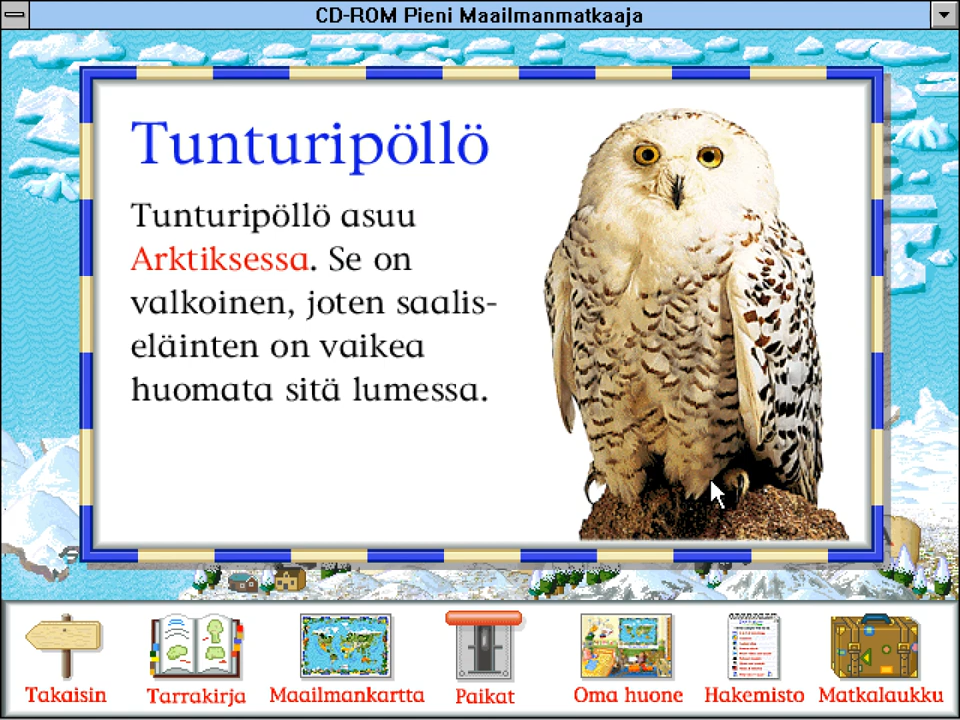 CD-ROM Pieni Maailmanmatkaaja
Tunturipöllö
Tunturipöllö asuu
Arktiksessa. Se on
valkoinen, joten saalis-
eläinten on vaikea
huomata sitä lumessa.
Takaisin
Tarrakirja
Maailmankartta
Paikat
Oma huone
Hakemisto
Matkalaukku